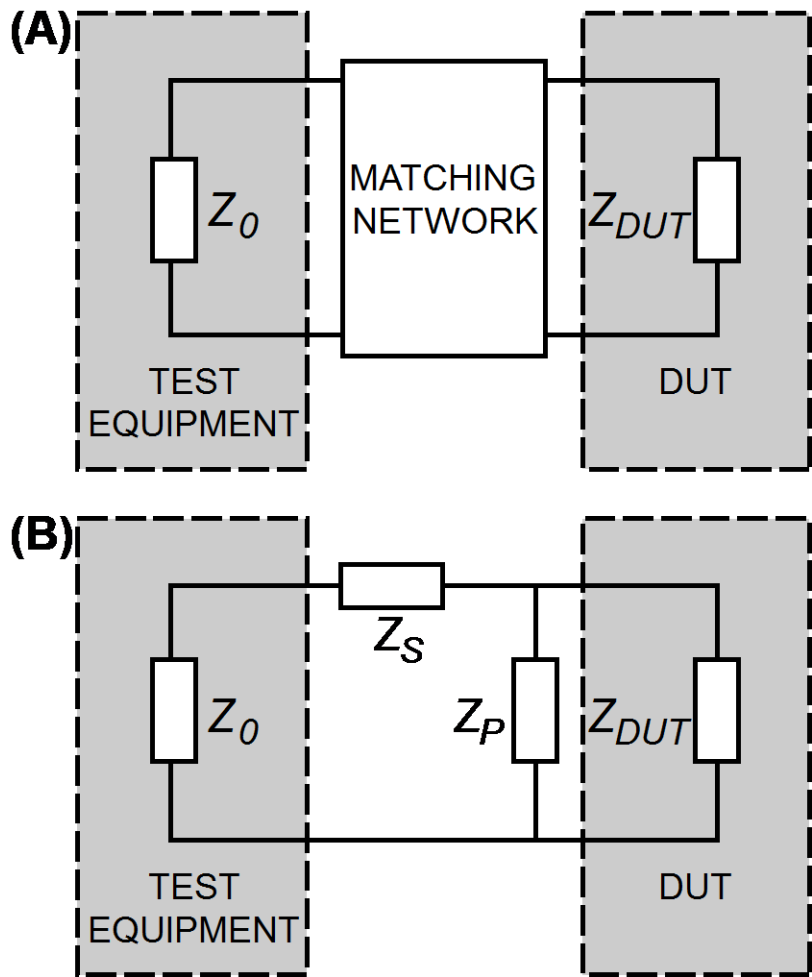 (A)
Z0
MATCHING
NETWORK
ZDUT
TEST
EQUIPMENT
DUT
(B)
ZS
Z0
ZP
ZDUT
TEST
EQUIPMENT
DUT